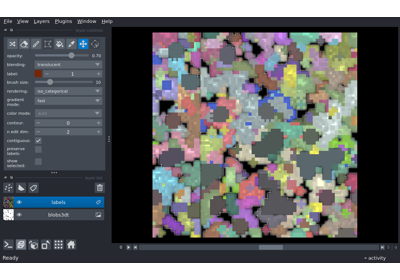 File View Layers Plugins Window Help
opacity: 0.70
blending: translucent
label: 1
brush size: 10
rendering: iso_categorical
gradient mode: fast
color mode:
contour: 0
n edit dim: 2
contiguous:
preserve labels:
show selected:
labels
blobs3dt
Ready
activity